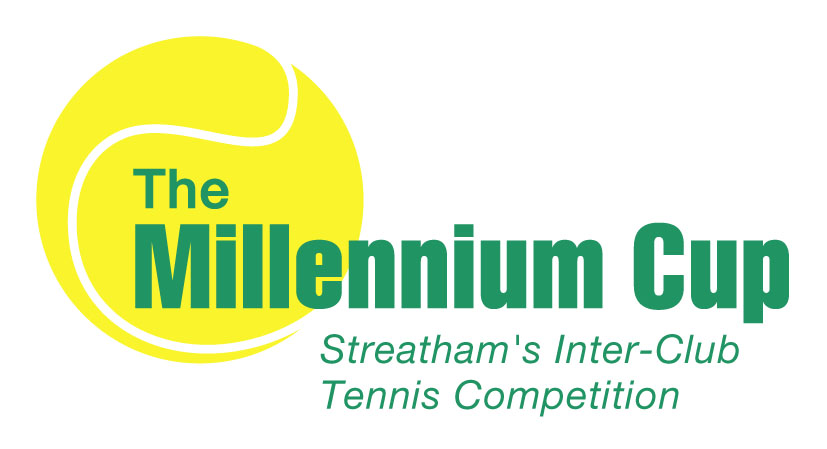 The
Millennium Cup
Streatham's Inter-Club
Tennis Competition